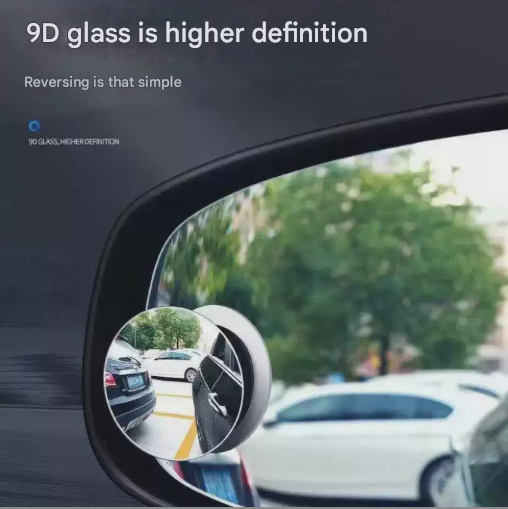 9D glass is higher definition
Reversing is that simple
9D GLASS, HIGHER DEFINITION